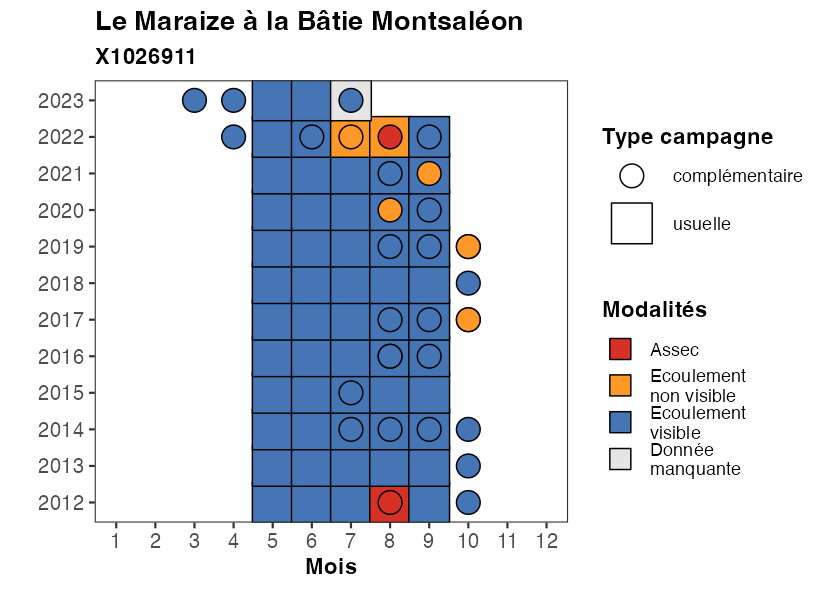 Le Maraize à la Bâtie Montsaléon
X1026911
2023
2022
2021
2020
2019
2018
2017
2016
2015
2014
2013
2012
1 2 3 4 5 6 7 8 9 10 11 12
Mois
Type campagne
complémentaire
usuelle
Modalités
Assec
Ecoulement
non visible
Ecoulement
visible
Donnée
manquante